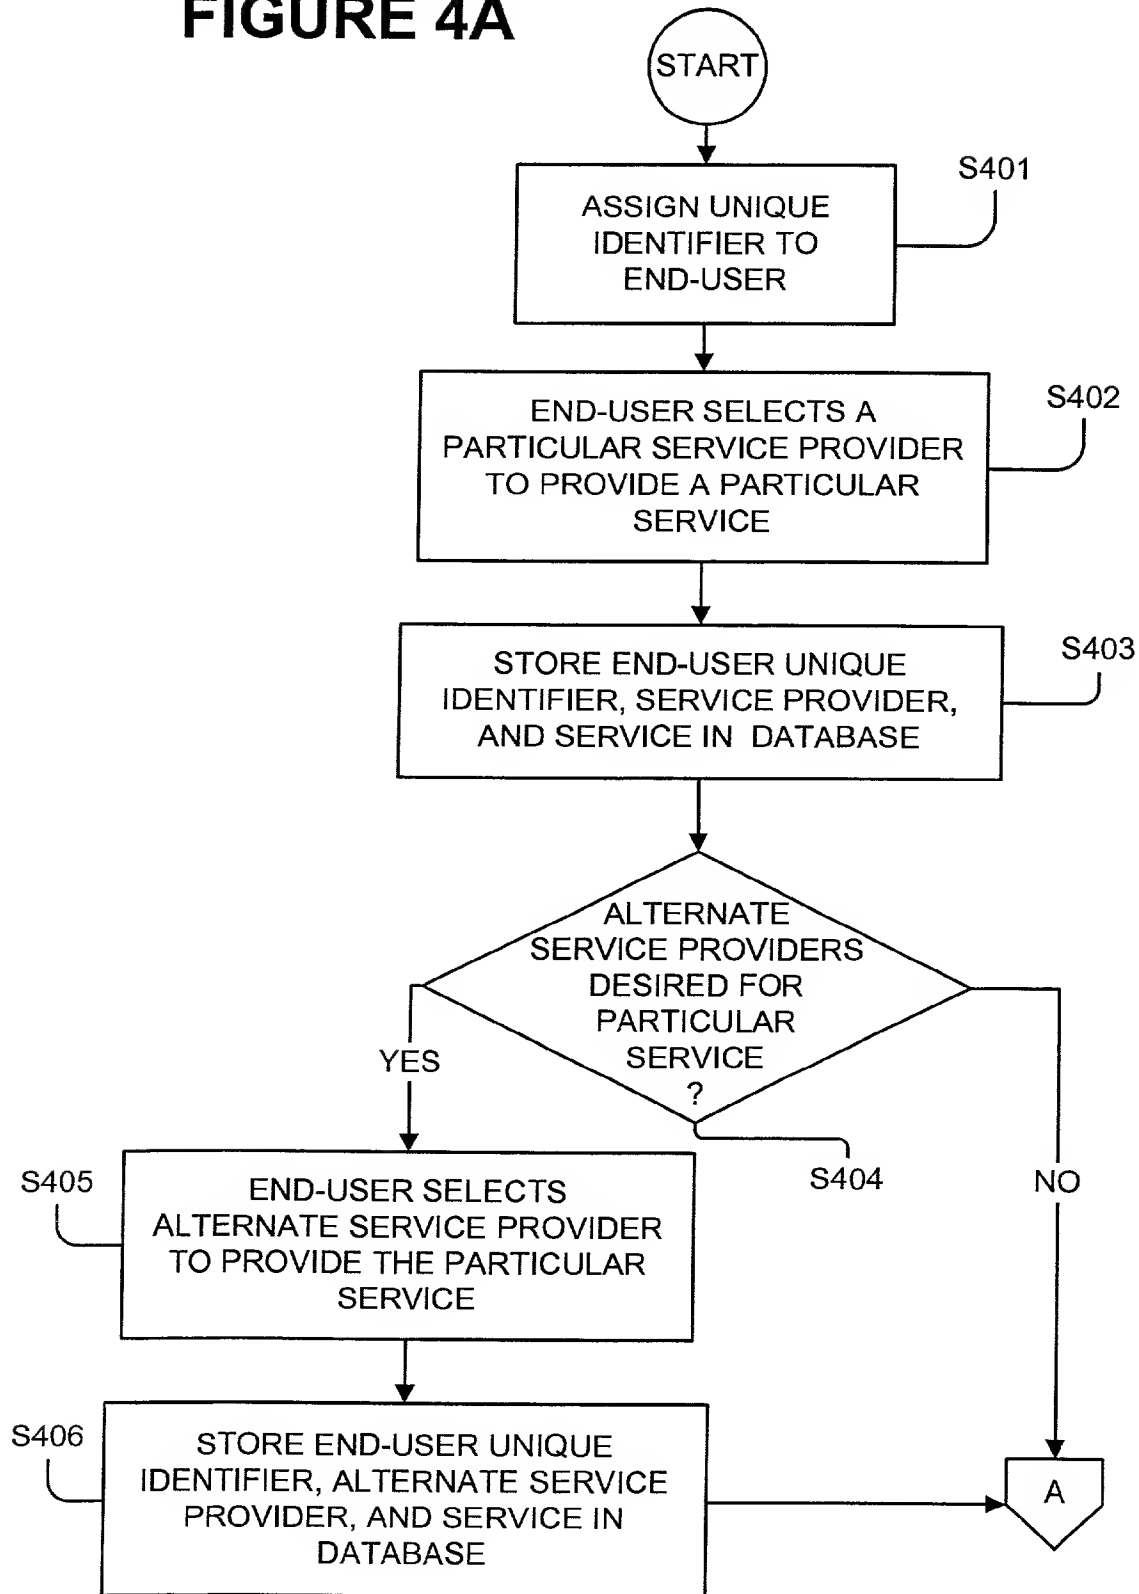 FIGURE 4A
START
S401
ASSIGN UNIQUE
IDENTIFIER TO
END-USER
S402
END-USER SELECTS A
PARTICULAR SERVICE PROVIDER
TO PROVIDE A PARTICULAR
SERVICE
S403
STORE END-USER UNIQUE
IDENTIFIER, SERVICE PROVIDER,
AND SERVICE IN DATABASE
ALTERNATE
SERVICE PROVIDERS
DESIRED FOR
PARTICULAR
SERVICE
?
YES
S404
NO
S405
END-USER SELECTS
ALTERNATE SERVICE PROVIDER
TO PROVIDE THE PARTICULAR
SERVICE
S406
STORE END-USER UNIQUE
IDENTIFIER, ALTERNATE SERVICE
PROVIDER, AND SERVICE IN
DATABASE
A